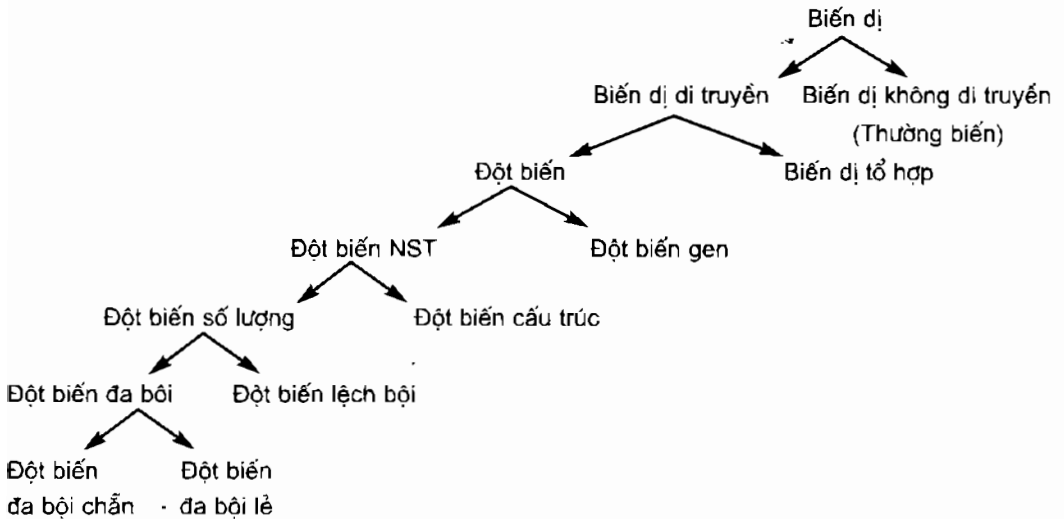 Biến dị
Biến dị di truyền Biến dị không di truyền
(Thường biến)
Đột biến Biến dị tổ hợp
Đột biến NST Đột biến gen
Đột biến số lượng Đột biến cấu trúc
Đột biến đa bôi Đột biến lệch bội
Đột biến Đột biến
đa bội chẵn đa bội lẻ